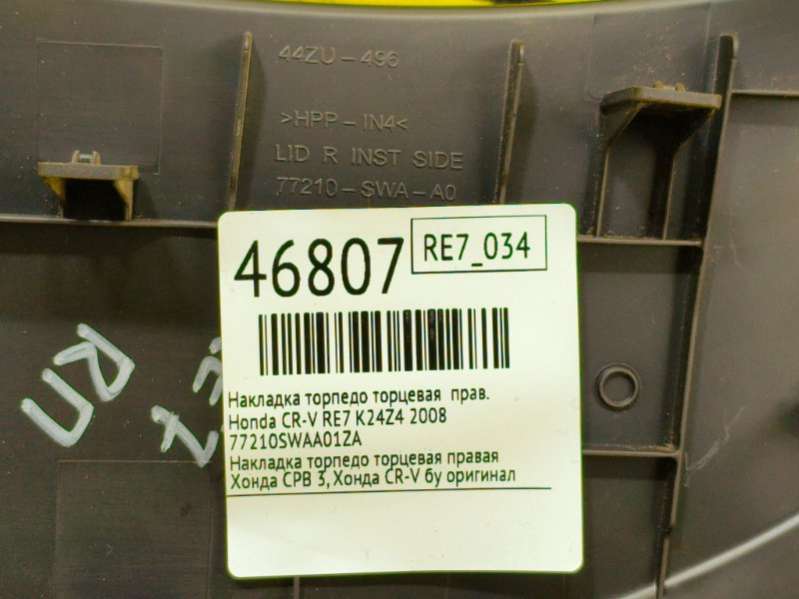 44ZU-496
>HPP-IN4<
LID R INST SIDE
77210-SWA-A0
46807
RE7_034
Накладка торпедо торцевая прав.
Honda CR-V RE7 K24Z4 2008
77210SWAA01ZA
Накладка торпедо торцевая правая
Хонда СРВ 3, Хонда CR-V бу оригинал
RП